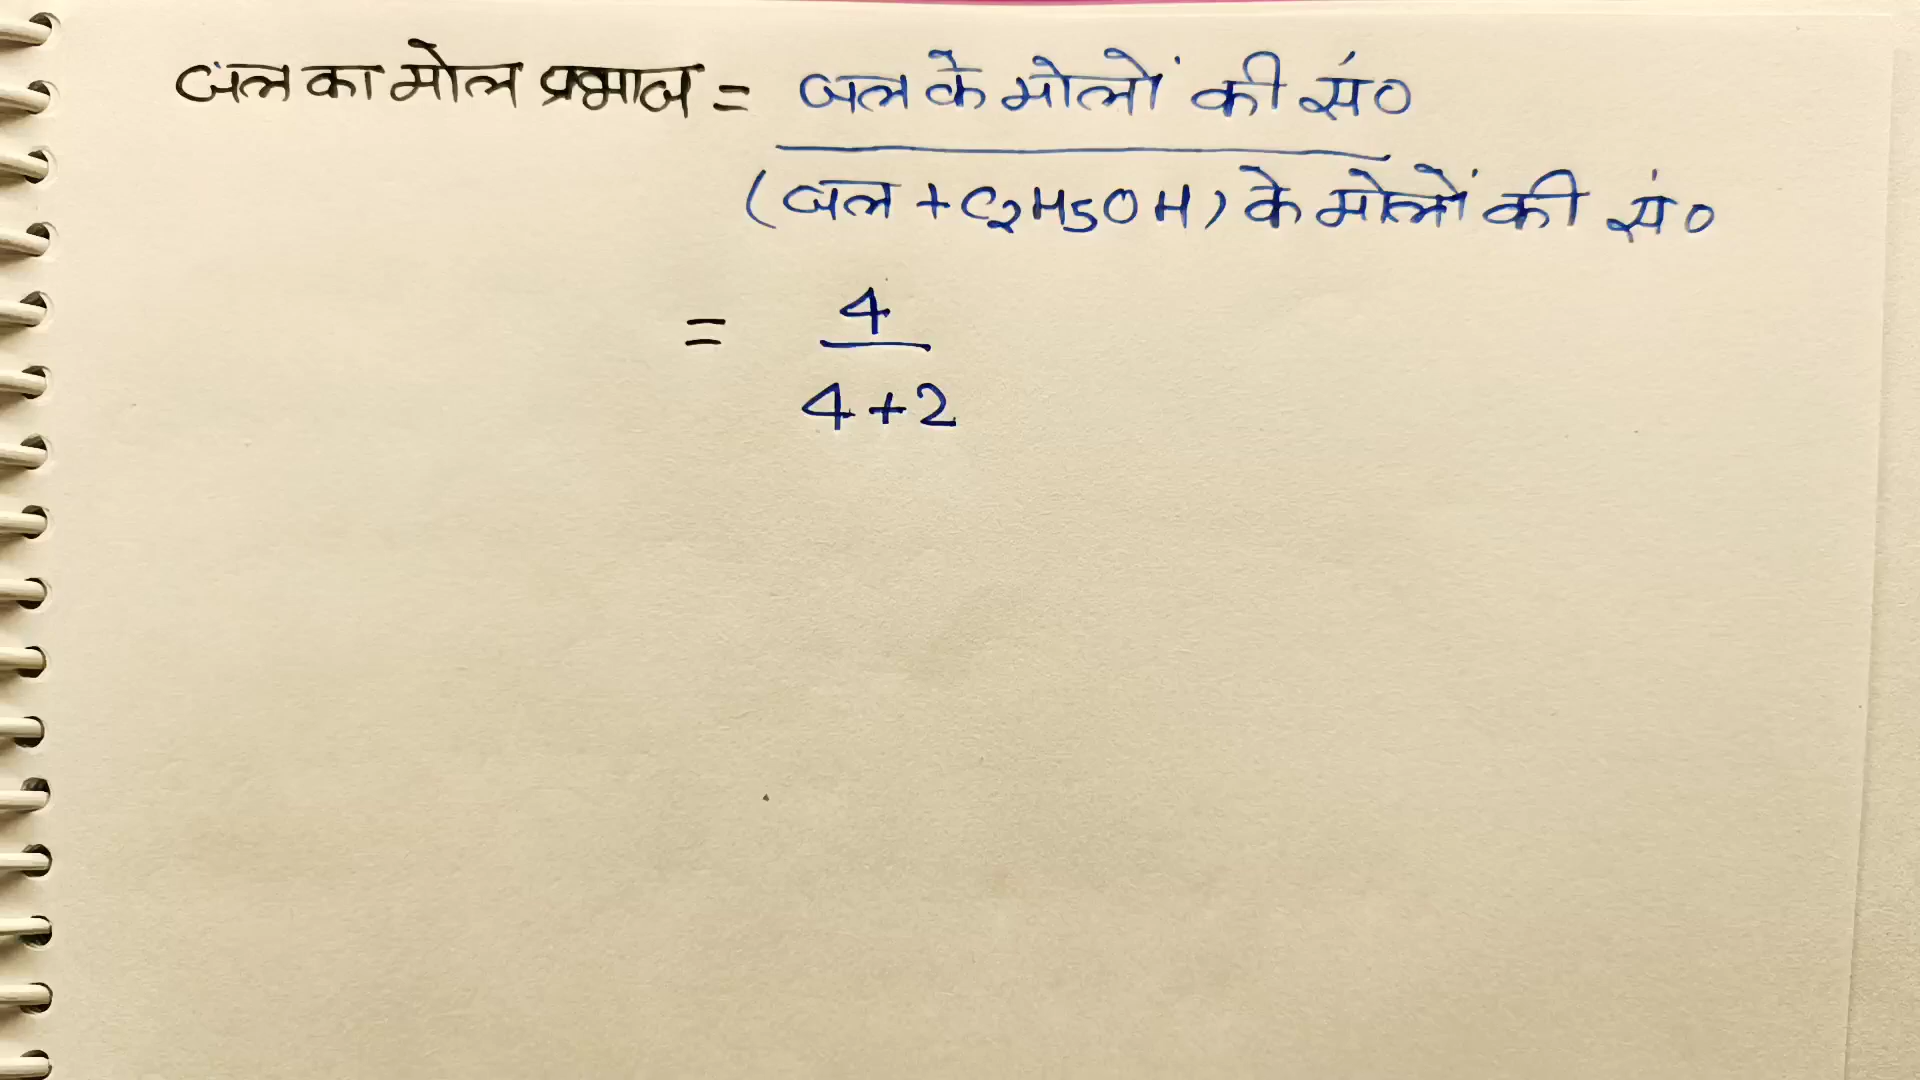 जल का मोल प्रभाज = जल के मोलों की सं०
(जल + C2H5OH) के मोलों की सं०
= 4
4+2